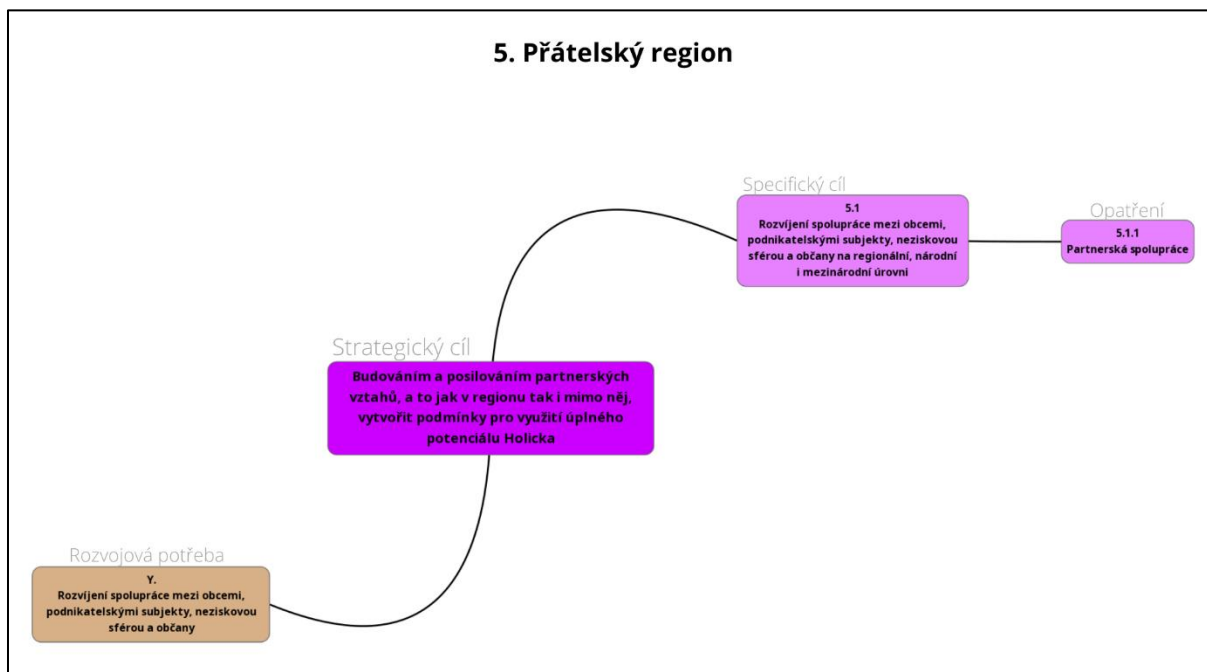 5. Přátelský region
Specifický cíl
5.1
Rozvíjení spolupráce mezi obcemi,
podnikatelskými subjekty, neziskovou
sférou a občany na regionální, národní
i mezinárodní úrovni
Opatření
5.1.1
Partnerská spolupráce
Strategický cíl
Budováním a posilováním partnerských
vztahů, a to jak v regionu tak i mimo něj,
vytvořit podmínky pro využití úplného
potenciálu Holicka
Rozvojová potřeba
Y.
Rozvíjení spolupráce mezi obcemi,
podnikatelskými subjekty, neziskovou
sférou a občany